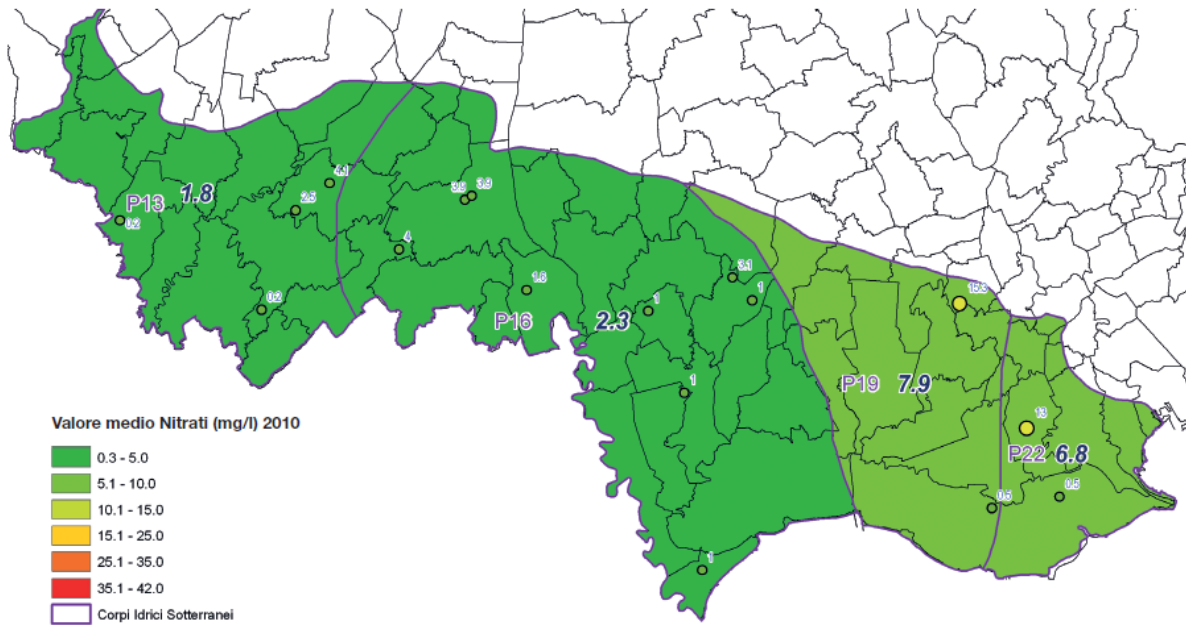 4.1
3.9
3.9
P13 1.8
2.5
0.2
4
3.1
1.6
1
15.3
0.2
1
P16
2.3
P19 7.9
1
Valore medio Nitrati (mg/l) 2010
13
P22 6.8
0.3 - 5.0
5.1 - 10.0
0.5
0.5
10.1 - 15.0
15.1 - 25.0
25.1 - 35.0
1
35.1 - 42.0
Corpi Idrici Sotterranei